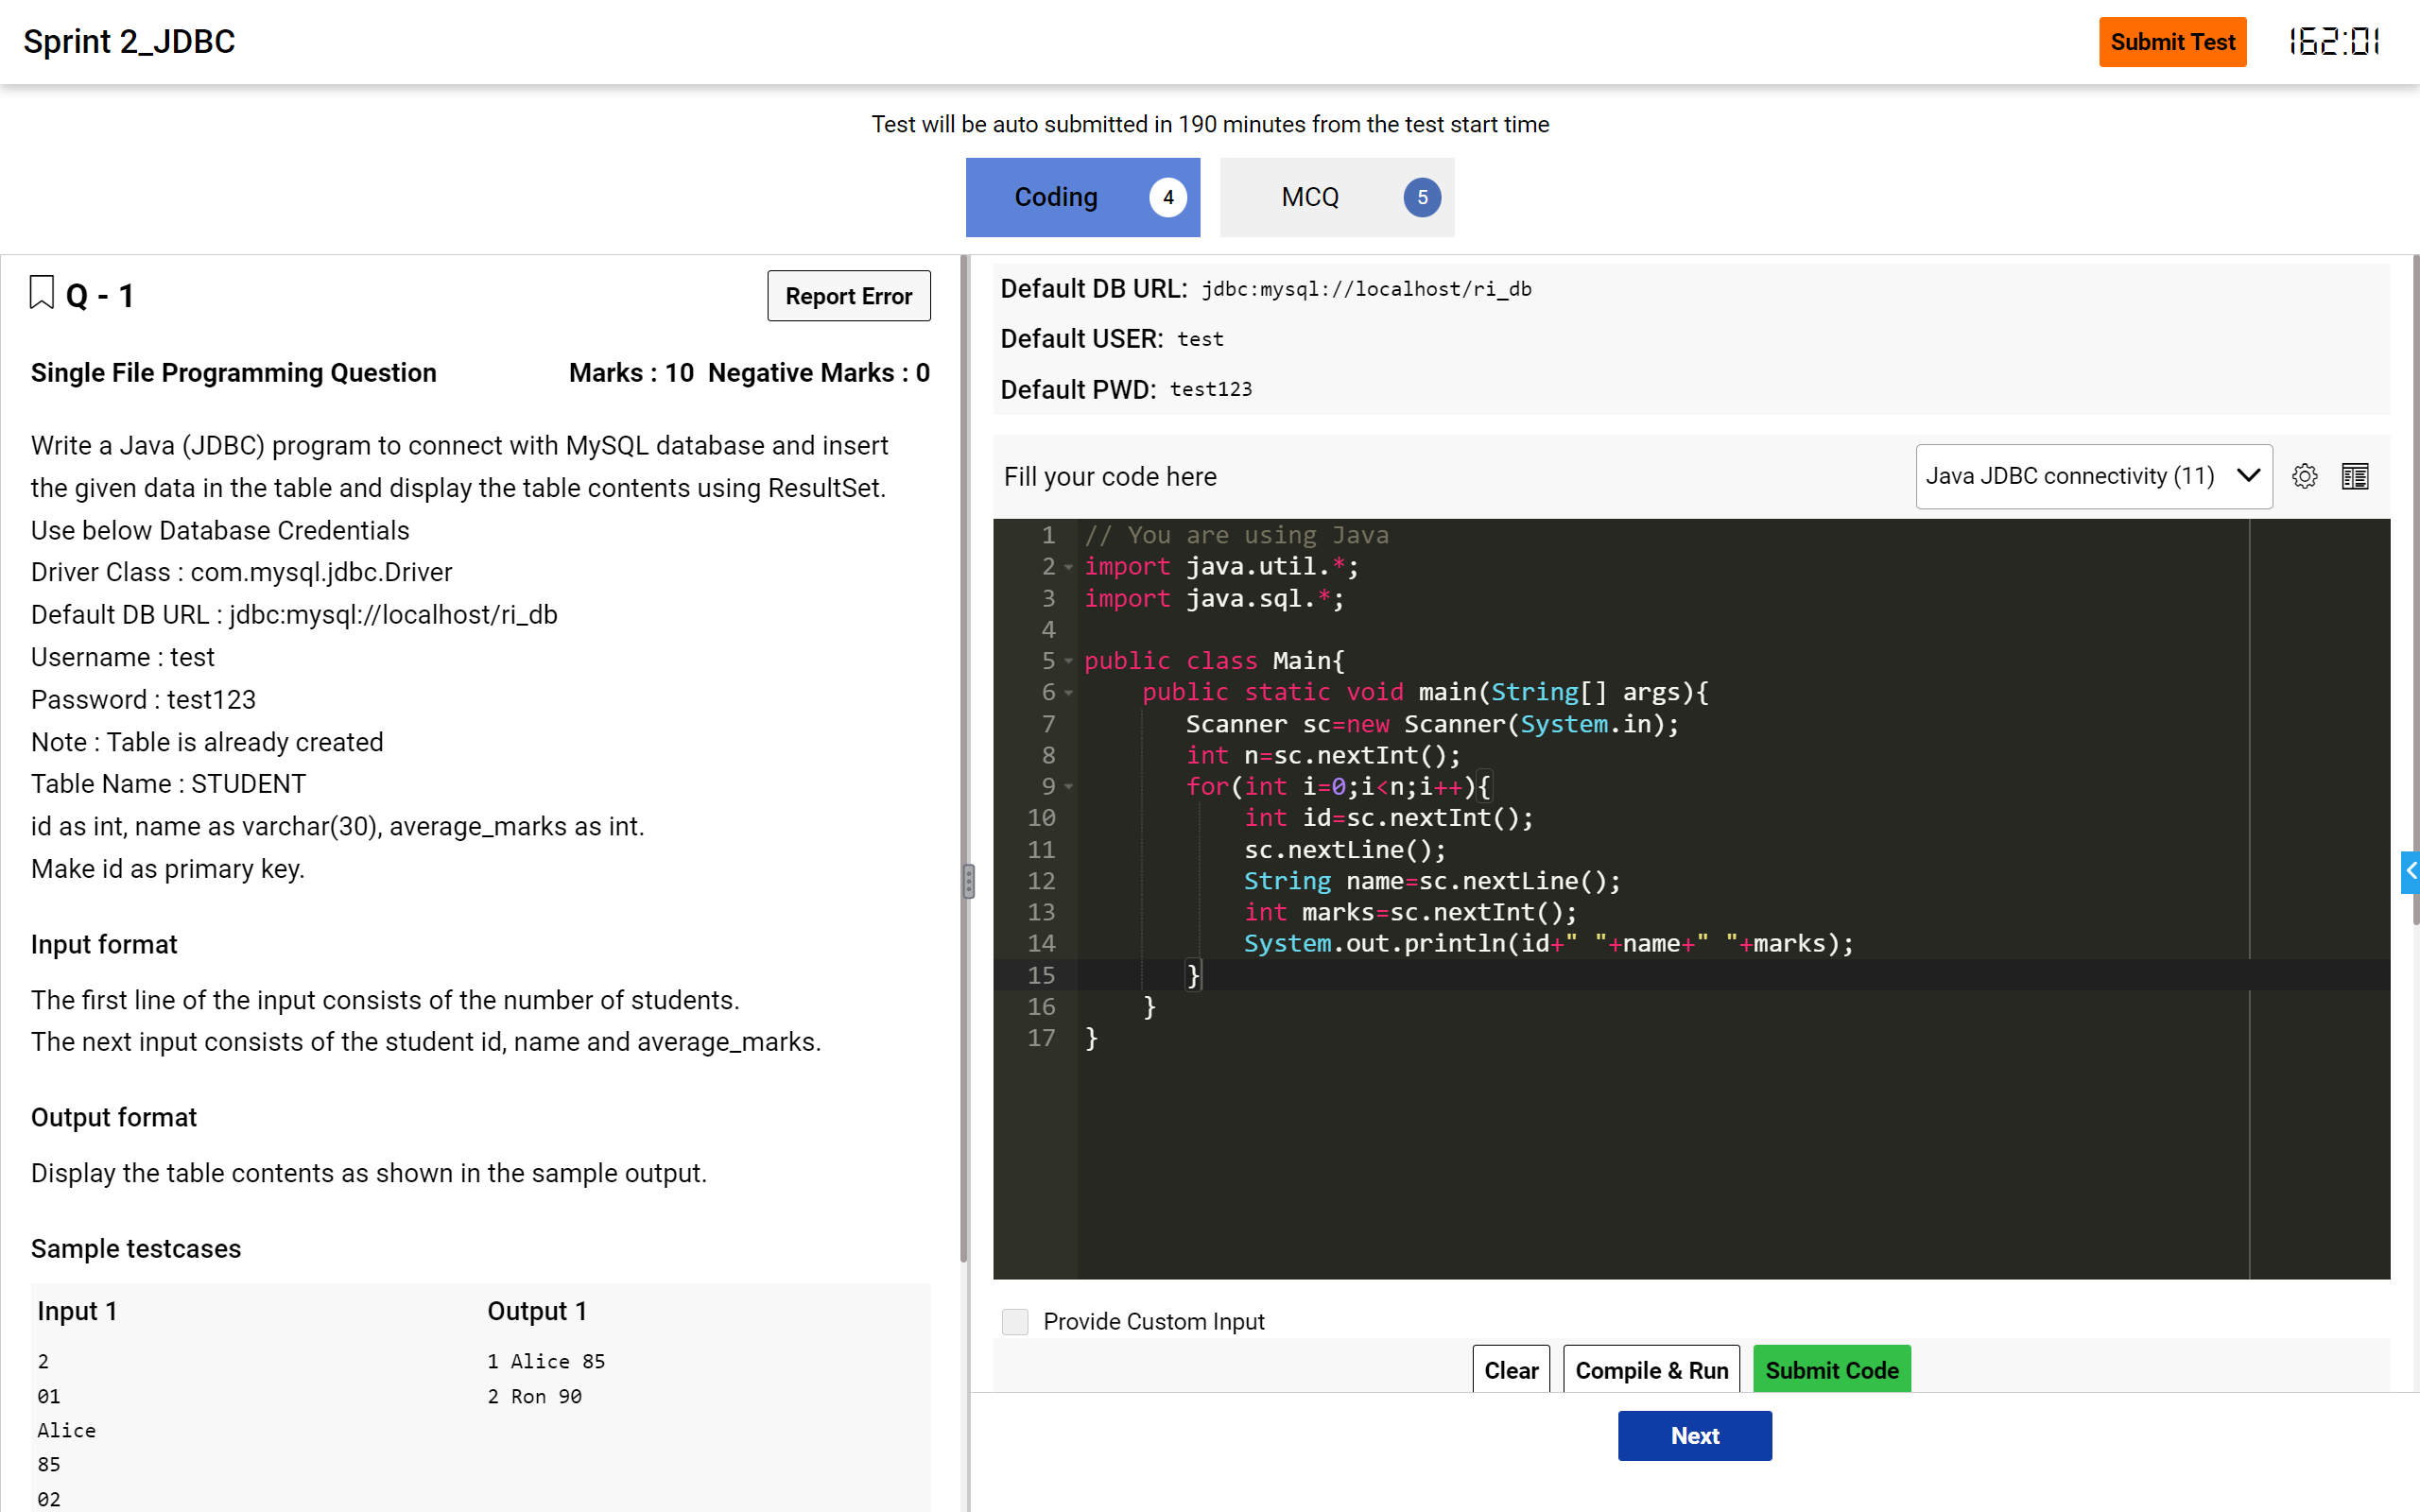 Sprint 2_JDBC
Submit Test
162:01
Test will be auto submitted in 190 minutes from the test start time
Coding 4
MCQ 5
Q - 1
Report Error
Single File Programming Question
Marks : 10 Negative Marks : 0
Write a Java (JDBC) program to connect with MySQL database and insert
the given data in the table and display the table contents using ResultSet.
Use below Database Credentials
Driver Class : com.mysql.jdbc.Driver
Default DB URL : jdbc:mysql://localhost/ri_db
Username : test
Password : test123
Note : Table is already created
Table Name : STUDENT
id as int, name as varchar(30), average_marks as int.
Make id as primary key.
Input format
The first line of the input consists of the number of students.
The next input consists of the student id, name and average_marks.
Output format
Display the table contents as shown in the sample output.
Sample testcases
Input 1
2
01
Alice
85
02
Output 1
1 Alice 85
2 Ron 90
Default DB URL: jdbc:mysql://localhost/ri_db
Default USER: test
Default PWD: test123
Fill your code here
Java JDBC connectivity (11)
1 // You are using Java
2 import java.util.*;
3 import java.sql.*;
4
5 public class Main{
6 public static void main(String[] args){
7 Scanner sc=new Scanner(System.in);
8 int n=sc.nextInt();
9 for(int i=0;i<n;i++){
10 int id=sc.nextInt();
11 sc.nextLine();
12 String name=sc.nextLine();
13 int marks=sc.nextInt();
14 System.out.println(id+" "+name+" "+marks);
15 }
16 }
17 }
Provide Custom Input
Clear
Compile & Run
Submit Code
Next